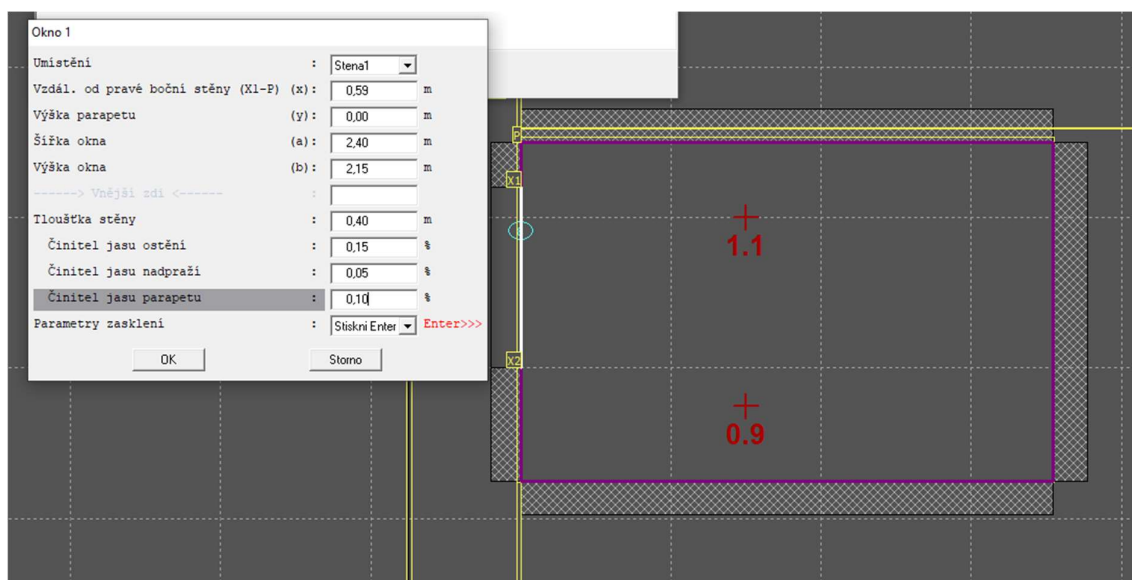 Okno 1
Umístění : Stena1
Vzdál. od pravé boční stěny (X1-P) (x): 0,59 m
Výška parapetu (y): 0,00 m
Šířka okna (a): 2,40 m
Výška okna (b): 2,15 m
------> Vnější zdi <------ :
Tloušťka stěny : 0,40 m
Činitel jasu ostění : 0,15 %
Činitel jasu nadpraží : 0,05 %
Činitel jasu parapetu : 0,10 %
Parametry zasklení : Stiskni Enter Enter>>>
OK Storno
P
X1
1.1
X2
0.9